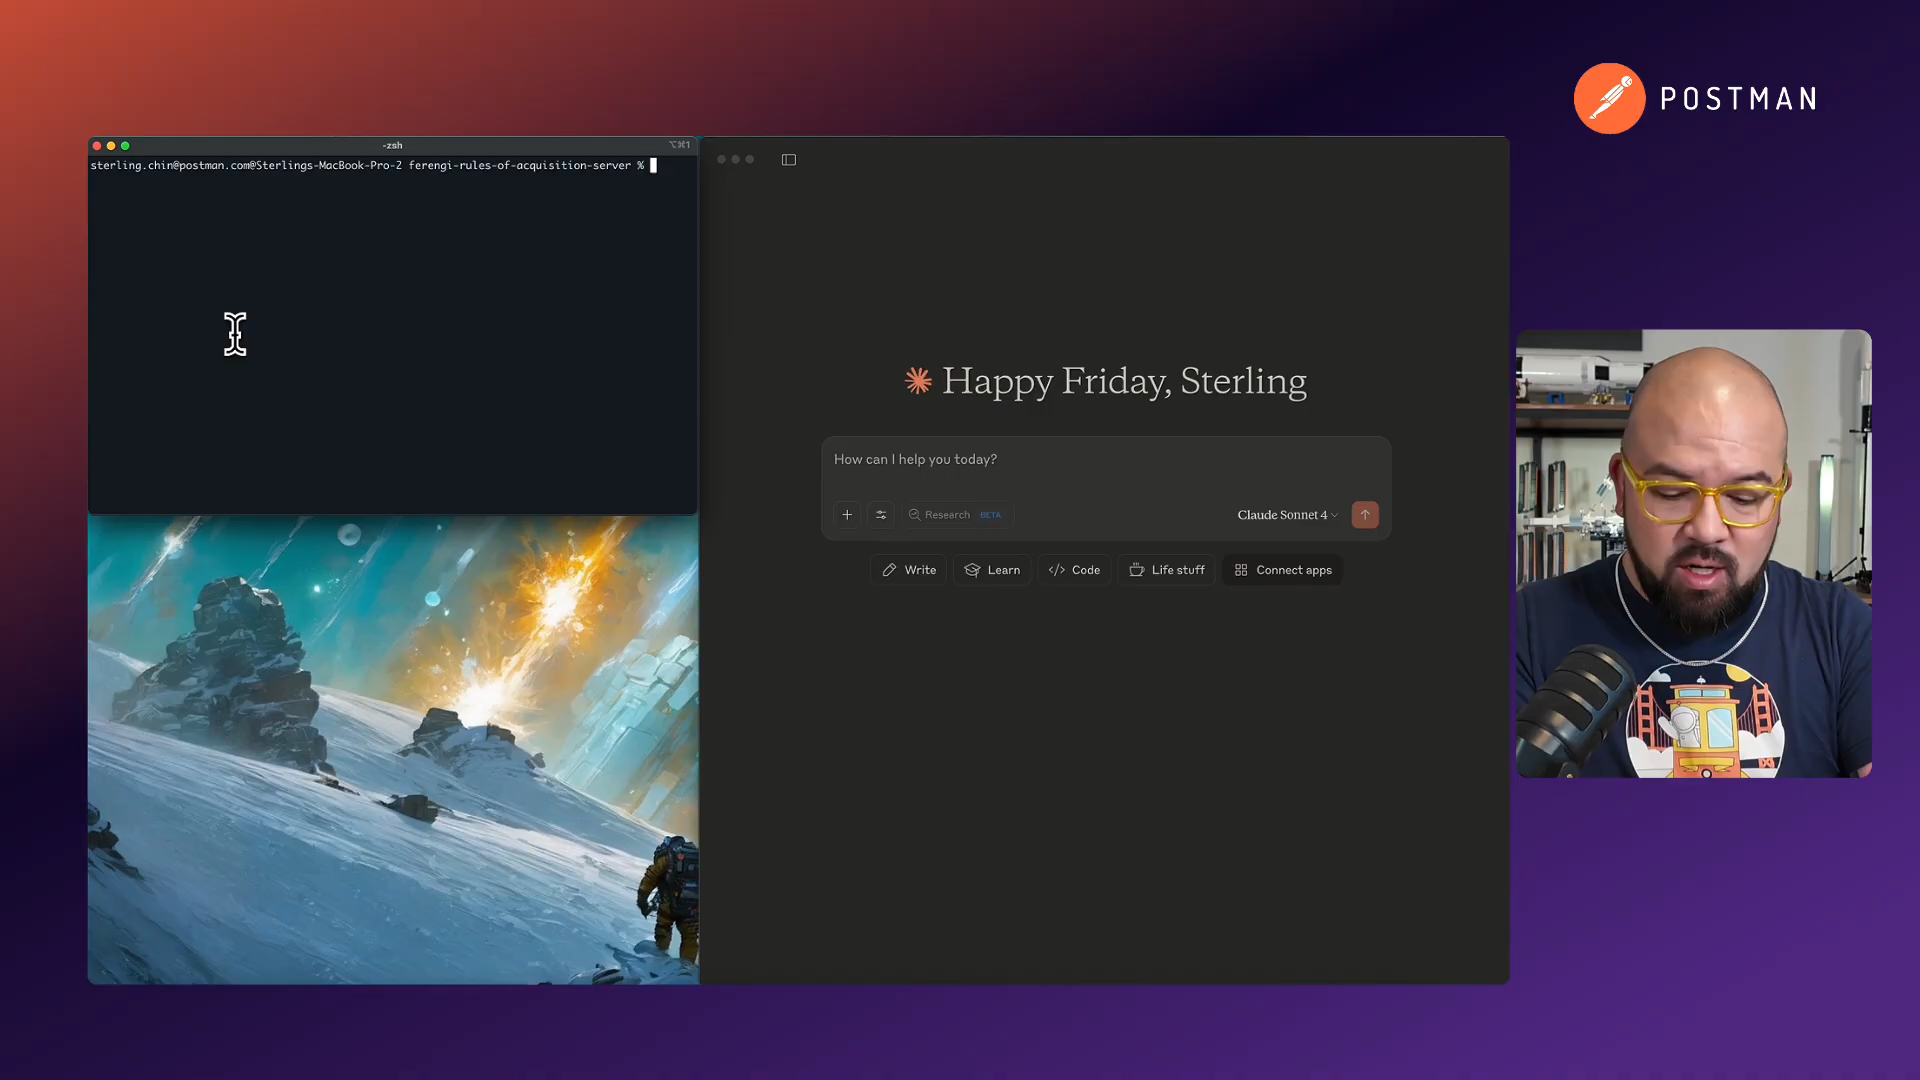 POSTMAN
-zsh
⌥⌘1
sterling.chin@postman.com@Sterlings-MacBook-Pro-2 ferengi-rules-of-acquisition-server %
Happy Friday, Sterling
How can I help you today?
Research BETA
Claude Sonnet 4
Write
Learn
Code
Life stuff
Connect apps